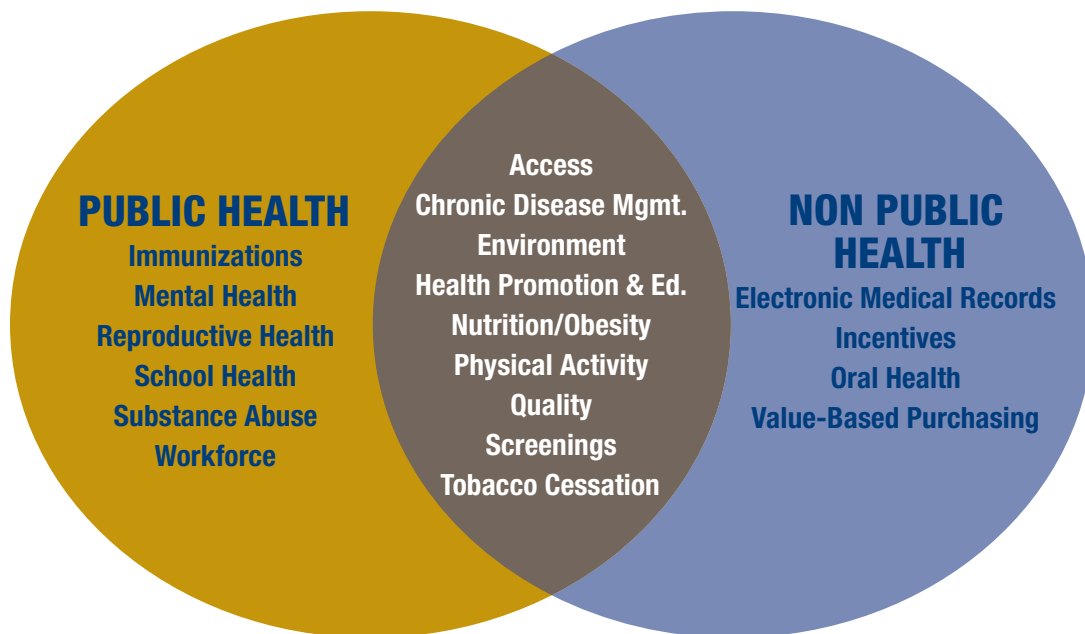 PUBLIC HEALTH
Immunizations
Mental Health
Reproductive Health
School Health
Substance Abuse
Workforce
Access
Chronic Disease Mgmt.
Environment
Health Promotion & Ed.
Nutrition/Obesity
Physical Activity
Quality
Screenings
Tobacco Cessation
NON PUBLIC
HEALTH
Electronic Medical Records
Incentives
Oral Health
Value-Based Purchasing